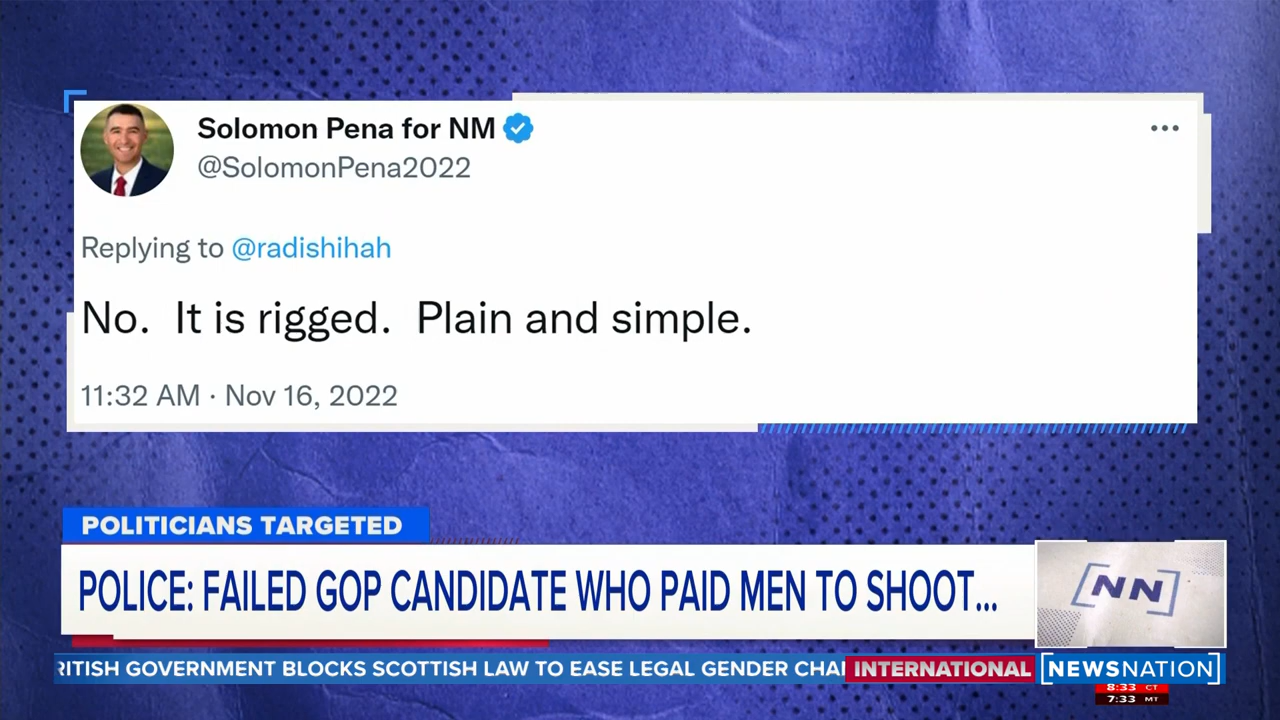 Solomon Pena for NM
@SolomonPena2022
Replying to @radishihah
No. It is rigged. Plain and simple.
11:32 AM · Nov 16, 2022
POLITICIANS TARGETED
POLICE: FAILED GOP CANDIDATE WHO PAID MEN TO SHOOT...
NN
RITISH GOVERNMENT BLOCKS SCOTTISH LAW TO EASE LEGAL GENDER CHA INTERNATIONAL NEWSNATION
8:33 CT
7:33 MT